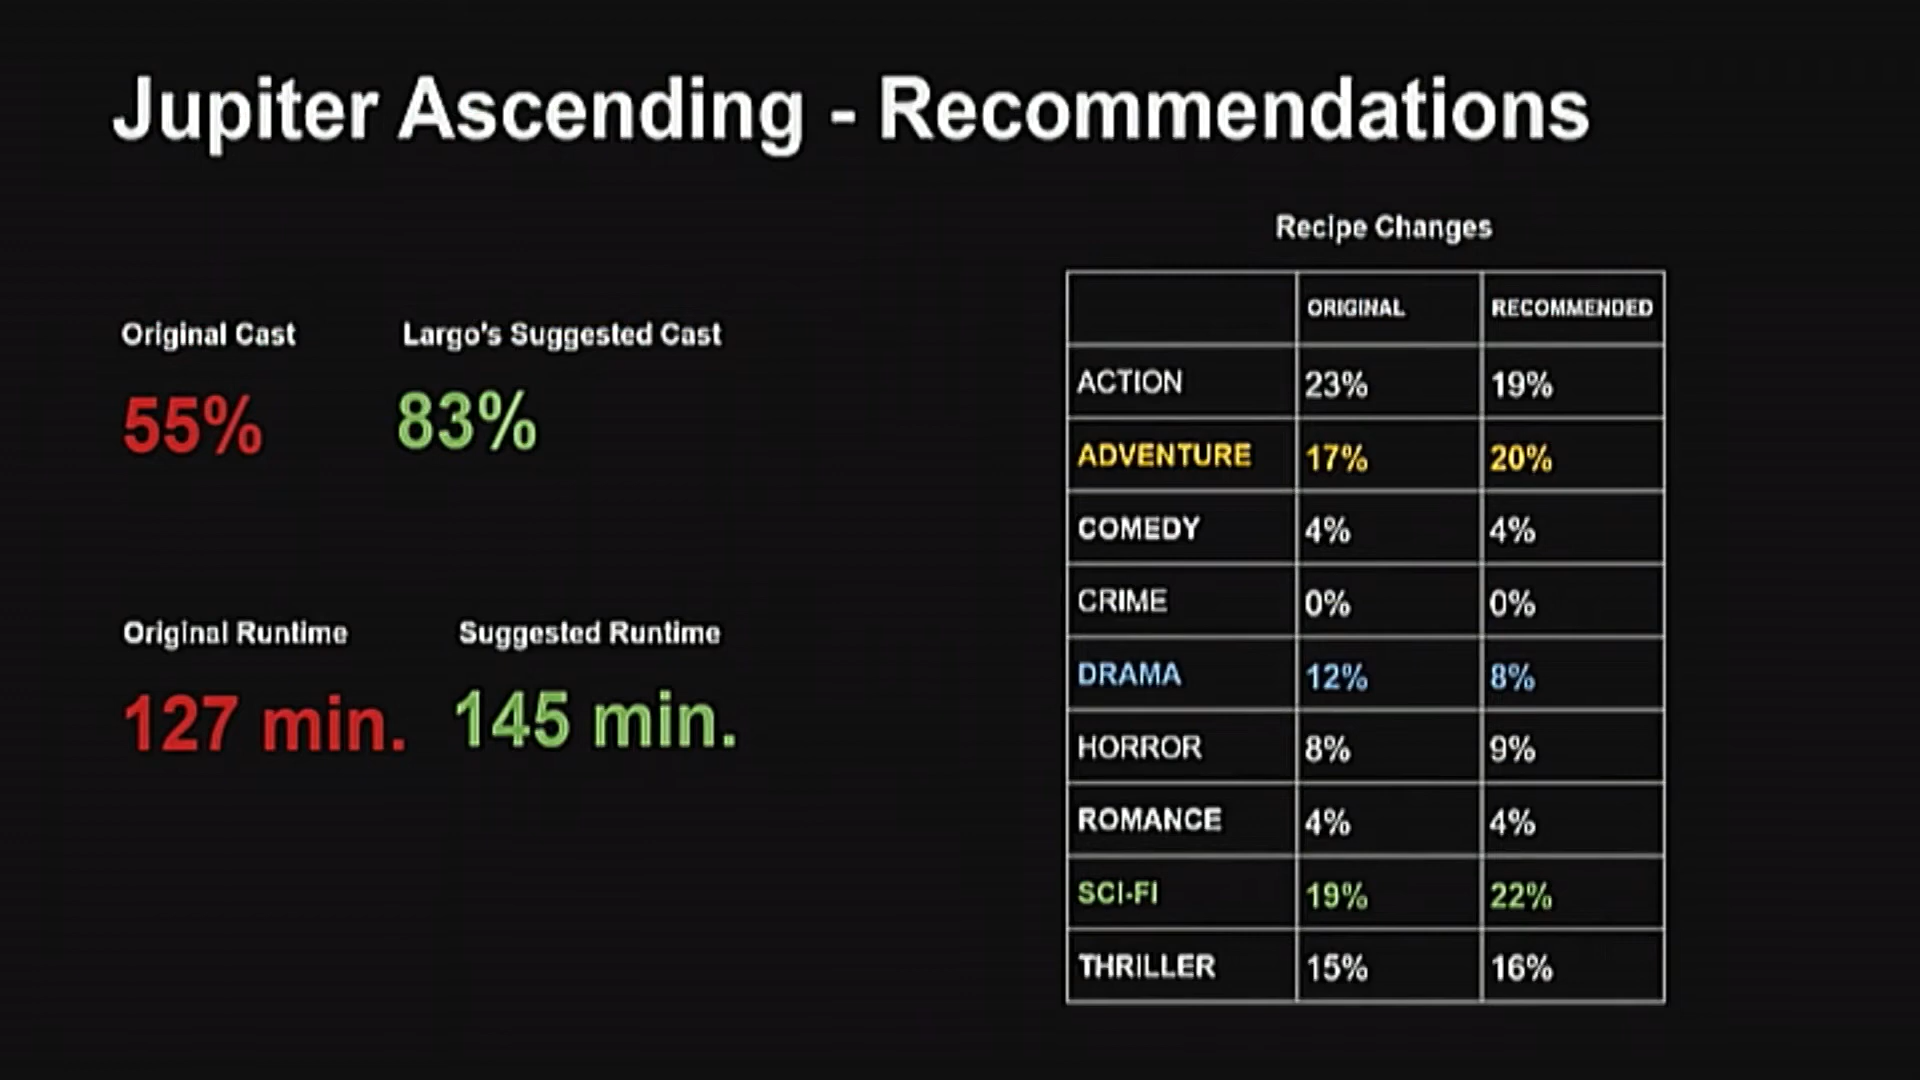 Jupiter Ascending - Recommendations
Original Cast Largo's Suggested Cast
55% 83%
Original Runtime Suggested Runtime
127 min. 145 min.
Recipe Changes
ORIGINAL RECOMMENDED
ACTION 23% 19%
ADVENTURE 17% 20%
COMEDY 4% 4%
CRIME 0% 0%
DRAMA 12% 8%
HORROR 8% 9%
ROMANCE 4% 4%
SCI-FI 19% 22%
THRILLER 15% 16%